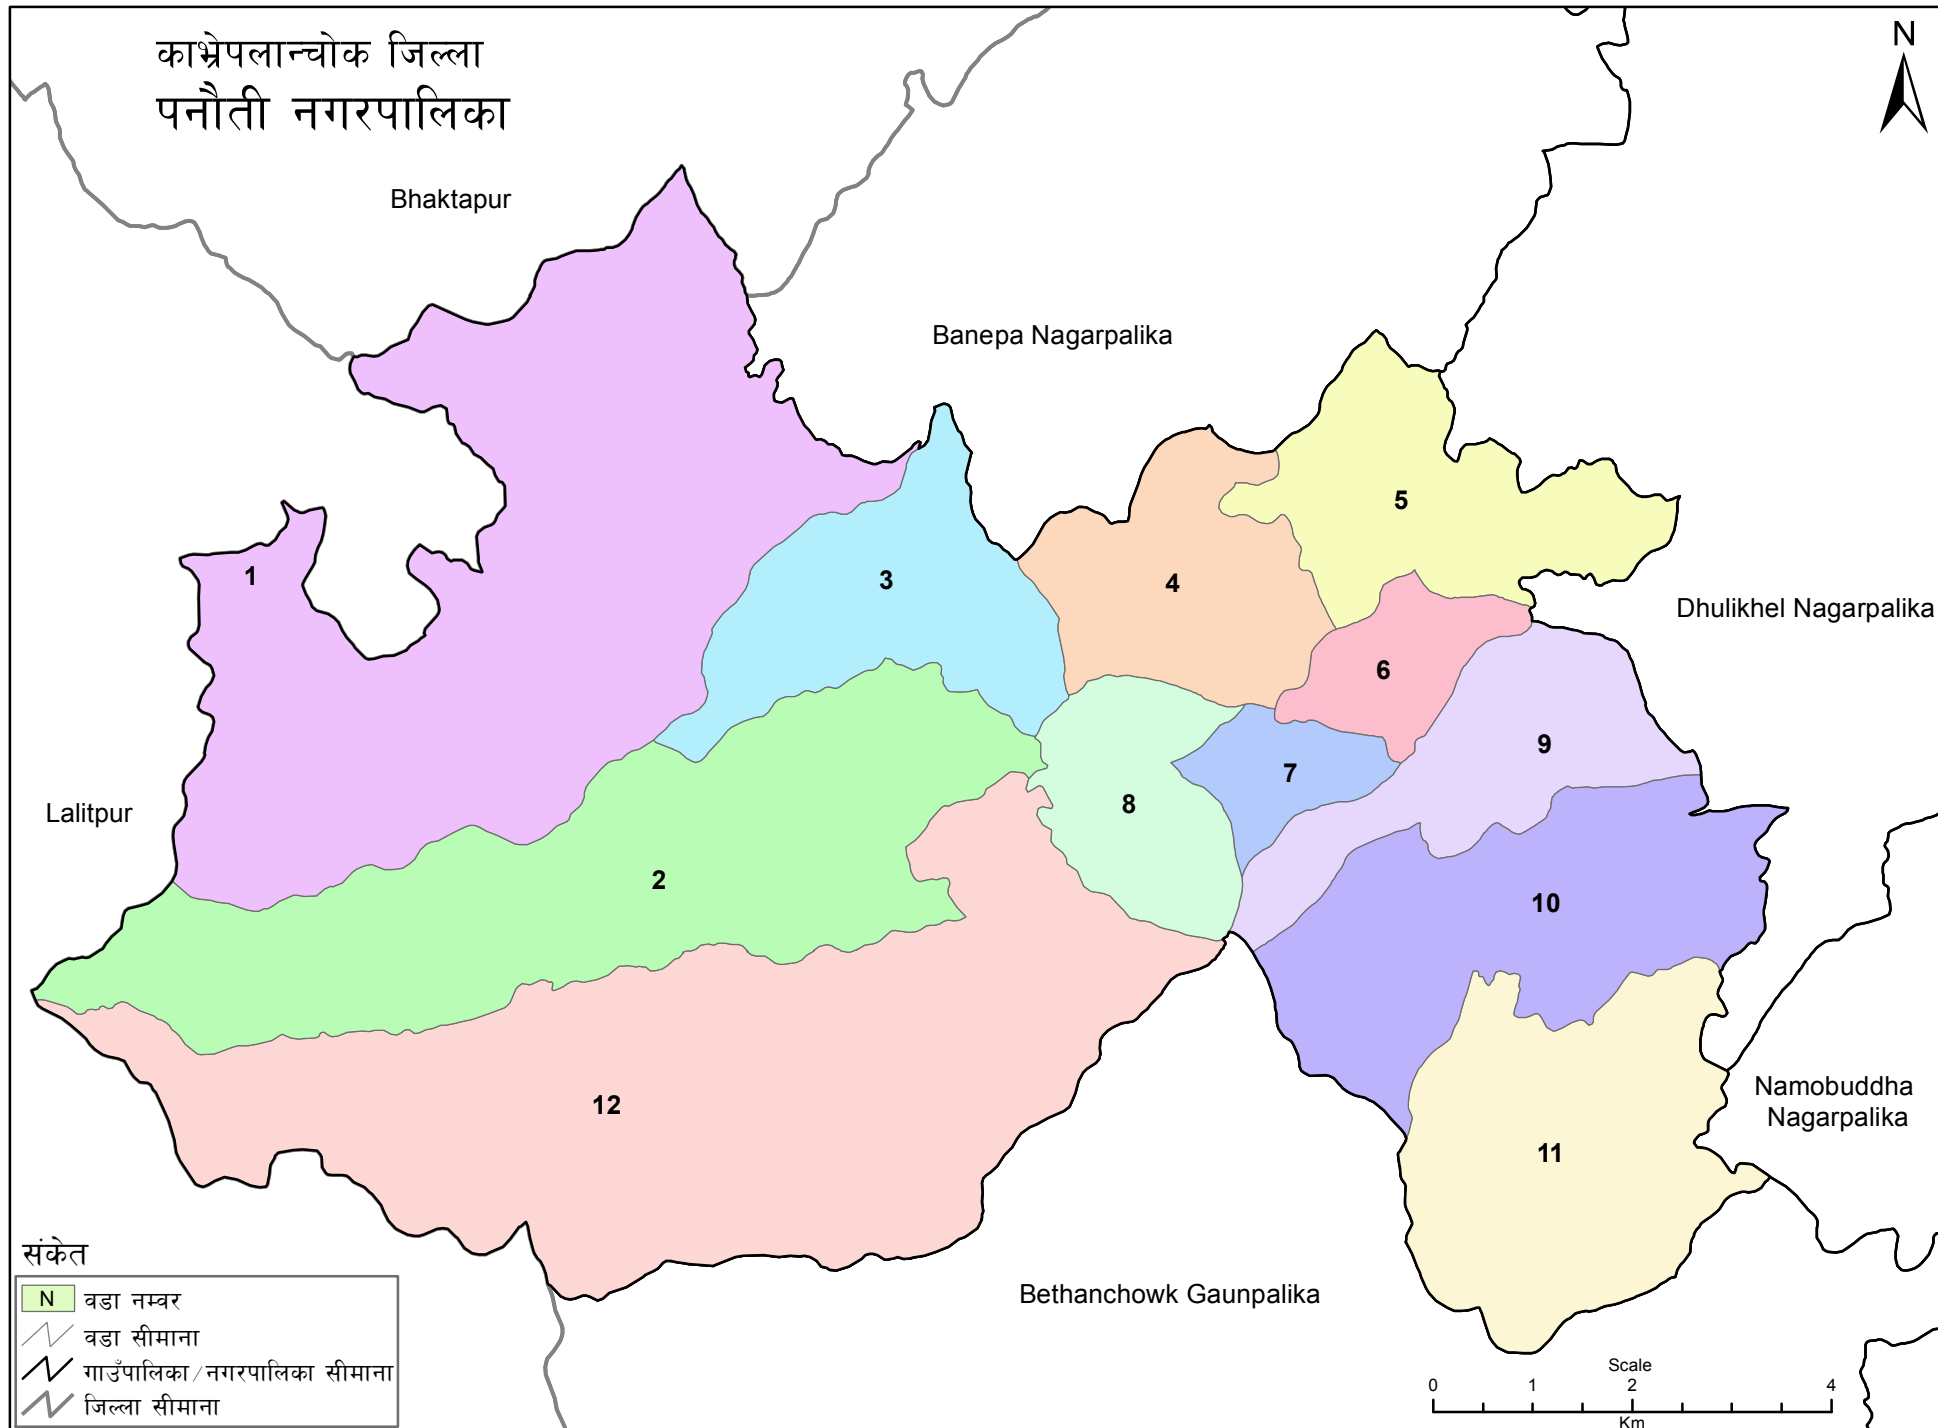 काभ्रेपलान्चोक जिल्ला
पनौती नगरपालिका
N
Bhaktapur
Banepa Nagarpalika
5
1
3
4
Dhulikhel Nagarpalika
6
9
7
Lalitpur
8
2
10
Namobuddha
Nagarpalika
12
11
संकेत
N वडा नम्वर
वडा सीमाना
गाउँपालिका/नगरपालिका सीमाना
जिल्ला सीमाना
Bethanchowk Gaunpalika
Scale
0 1 2 4
Km